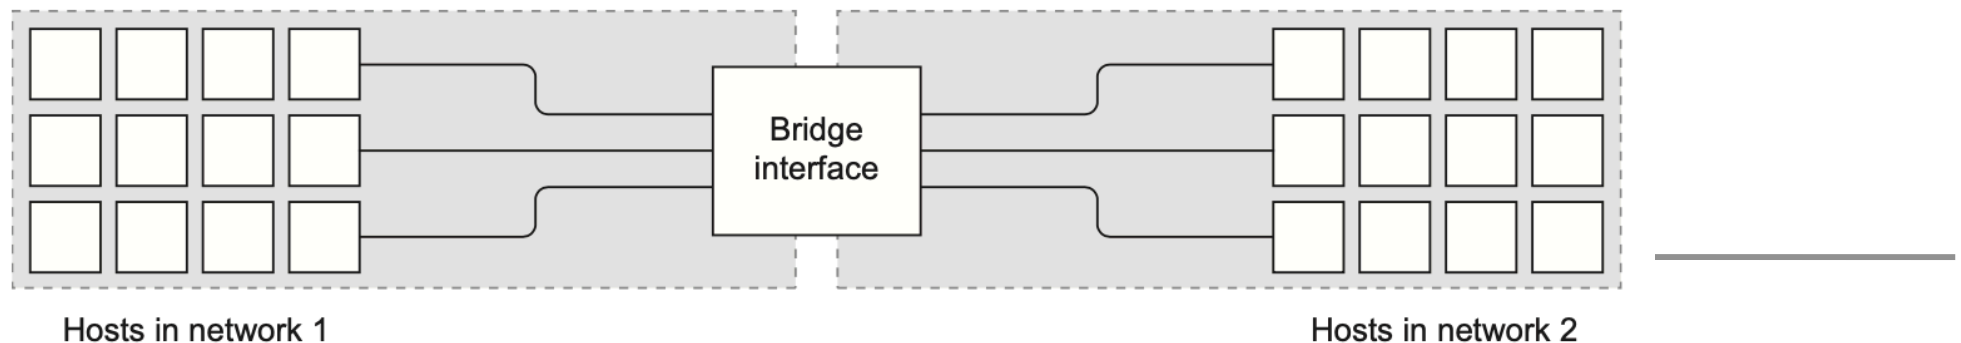 Bridge
interface
Hosts in network 1
Hosts in network 2